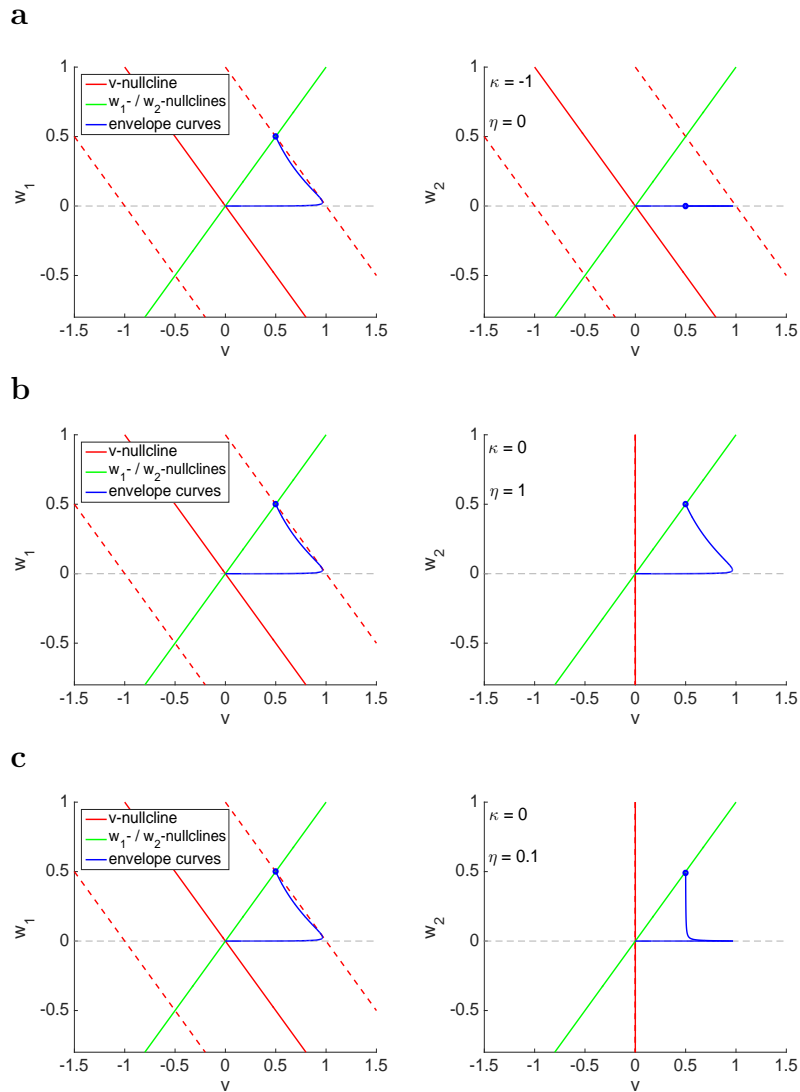 a
v-nullcline
w1- / w2-nullclines
envelope curves
1
0.5
0
-0.5
w1
-1.5 -1 -0.5 0 0.5 1 1.5
v
κ = -1
η = 0
1
0.5
0
-0.5
w2
-1.5 -1 -0.5 0 0.5 1 1.5
v
b
v-nullcline
w1- / w2-nullclines
envelope curves
1
0.5
0
-0.5
w1
-1.5 -1 -0.5 0 0.5 1 1.5
v
κ = 0
η = 1
1
0.5
0
-0.5
w2
-1.5 -1 -0.5 0 0.5 1 1.5
v
c
v-nullcline
w1- / w2-nullclines
envelope curves
1
0.5
0
-0.5
w1
-1.5 -1 -0.5 0 0.5 1 1.5
v
κ = 0
η = 0.1
1
0.5
0
-0.5
w2
-1.5 -1 -0.5 0 0.5 1 1.5
v